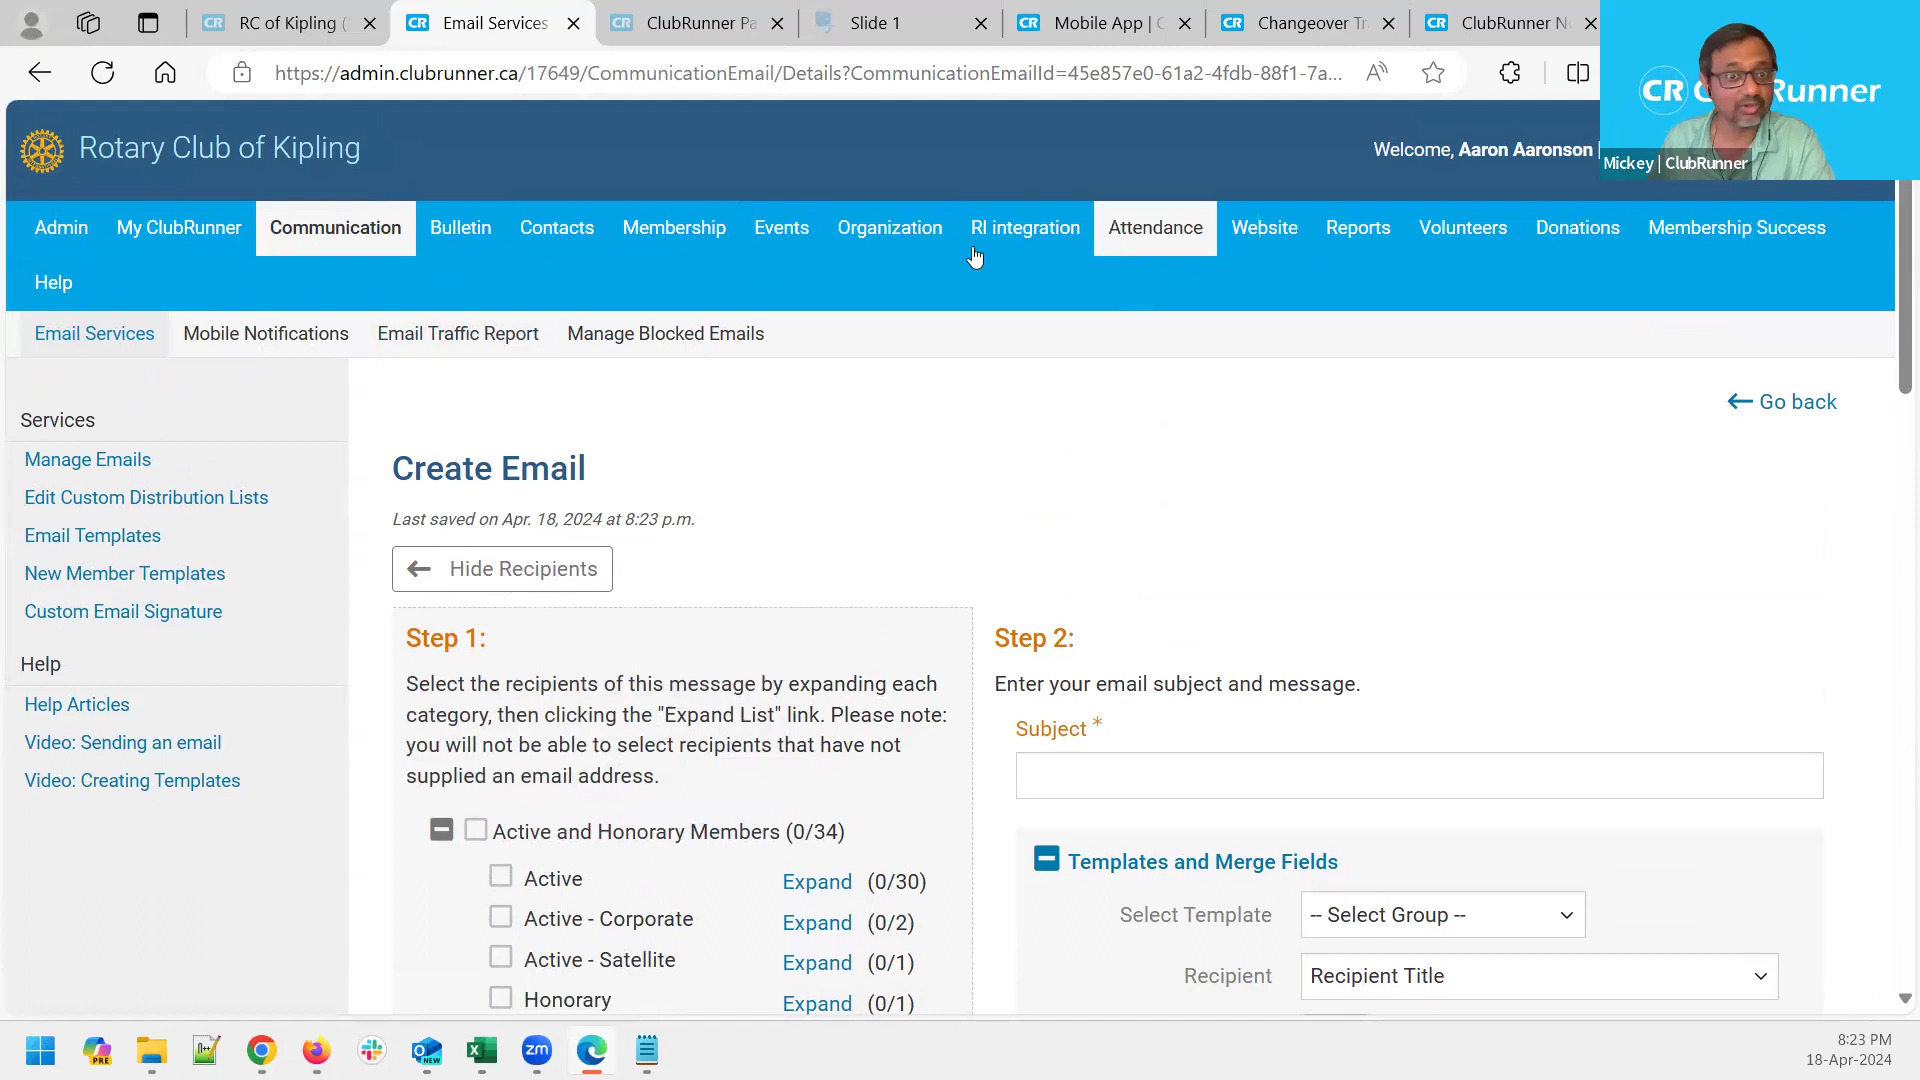 RC of Kipling (
Email Services
ClubRunner Pa
Slide 1
Mobile App | C
Changeover Tr
ClubRunner N
https://admin.clubrunner.ca/17649/CommunicationEmail/Details?CommunicationEmailId=45e857e0-61a2-4fdb-88f1-7a...
CR Runner
Mickey | ClubRunner
Rotary Club of Kipling
Welcome, Aaron Aaronson
Admin My ClubRunner Communication Bulletin Contacts Membership Events Organization RI integration Attendance Website Reports Volunteers Donations Membership Success
Help
Email Services Mobile Notifications Email Traffic Report Manage Blocked Emails
Go back
Services
Manage Emails
Edit Custom Distribution Lists
Email Templates
New Member Templates
Custom Email Signature
Help
Help Articles
Video: Sending an email
Video: Creating Templates
Create Email
Last saved on Apr. 18, 2024 at 8:23 p.m.
Hide Recipients
Step 1:
Select the recipients of this message by expanding each
category, then clicking the "Expand List" link. Please note:
you will not be able to select recipients that have not
supplied an email address.
Active and Honorary Members (0/34)
Active Expand (0/30)
Active - Corporate Expand (0/2)
Active - Satellite Expand (0/1)
Honorary Expand (0/1)
Step 2:
Enter your email subject and message.
Subject *
Templates and Merge Fields
Select Template -- Select Group --
Recipient Recipient Title
PRE
NEW
zm
8:23 PM
18-Apr-2024